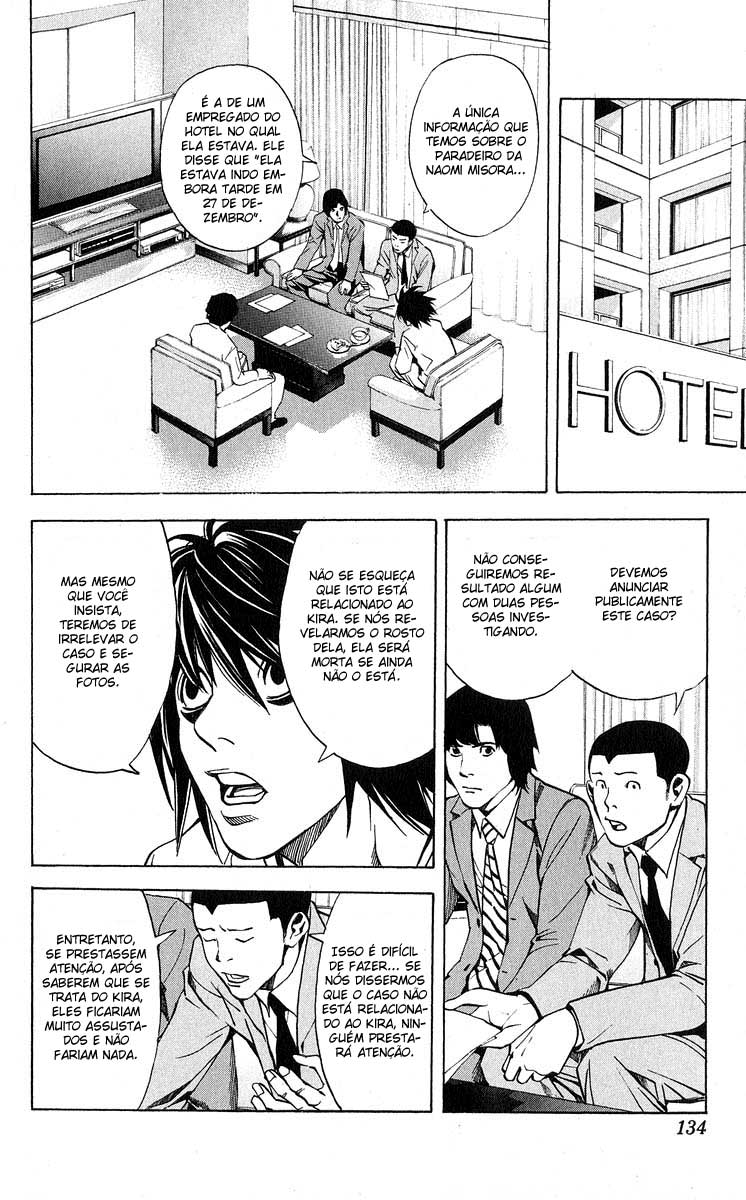 HOTEL
A ÚNICA
INFORMAÇÃO QUE
TEMOS SOBRE O
PARADEIRO DA
NAOMI MISORA...
É A DE UM
EMPREGADO DO
HOTEL NO QUAL
ELA ESTAVA. ELE
DISSE QUE "ELA
ESTAVA INDO EM-
BORA TARDE EM
27 DE DE-
ZEMBRO".
DEVEMOS
ANUNCIAR
PUBLICAMENTE
ESTE CASO?
NÃO CONSE-
GUIREMOS RE-
SULTADO ALGUM
COM DUAS PES-
SOAS INVES-
TIGANDO.
NÃO SE ESQUEÇA
QUE ISTO ESTÁ
RELACIONADO AO
KIRA. SE NÓS RE-
VELARMOS O ROSTO
DELA, ELA SERÁ
MORTA SE AINDA
NÃO O ESTÁ.
MAS MESMO
QUE VOCÊ
INSISTA,
TEREMOS DE
IRRELEVAR O
CASO E SE-
GURAR AS
FOTOS.
ISSO É DIFÍCIL
DE FAZER... SE
NÓS DISSERMOS
QUE O CASO NÃO
ESTÁ RELACIONA-
DO AO KIRA, NIN-
GUÉM PRESTA-
RÁ ATENÇÃO.
ENTRETANTO,
SE PRESTASSEM
ATENÇÃO, APÓS
SABEREM QUE SE
TRATA DO KIRA,
ELES FICARIAM
MUITO ASSUSTA-
DOS E NÃO
FARIAM NADA.
134